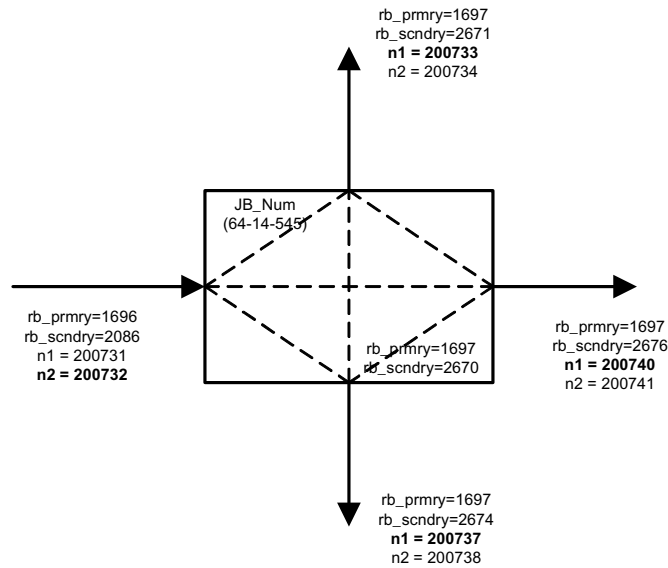 rb_prmry=1697
rb_scndry=2671
n1 = 200733
n2 = 200734
JB_Num
(64-14-545)
rb_prmry=1696
rb_scndry=2086
n1 = 200731
n2 = 200732
rb_prmry=1697
rb_scndry=2670
rb_prmry=1697
rb_scndry=2676
n1 = 200740
n2 = 200741
rb_prmry=1697
rb_scndry=2674
n1 = 200737
n2 = 200738